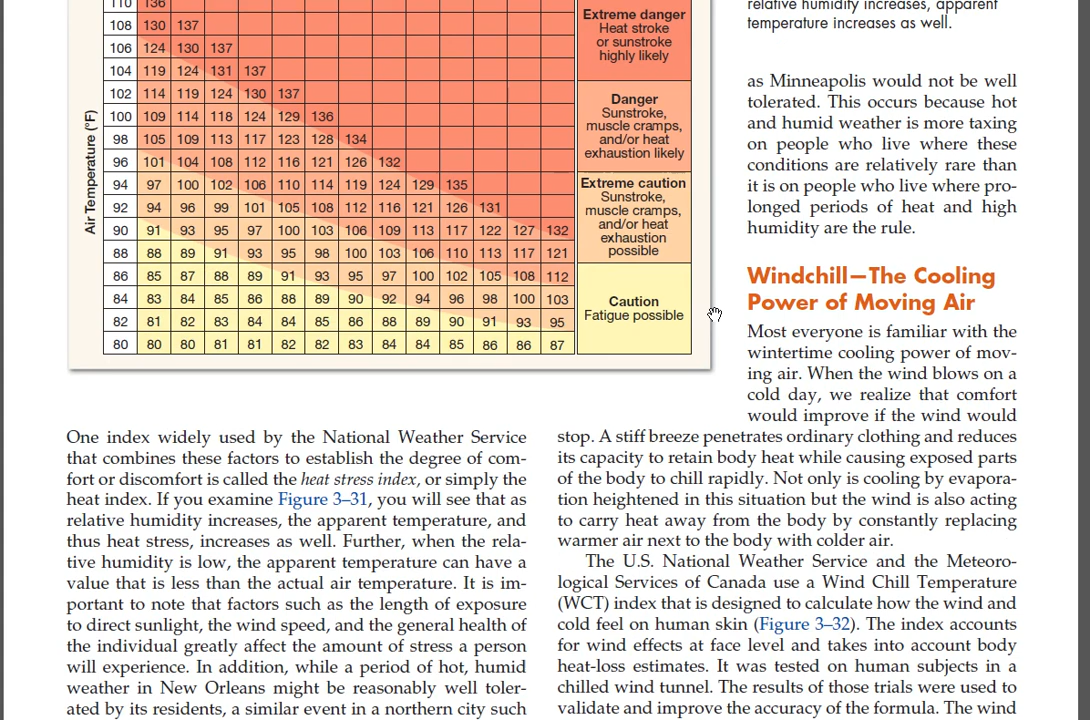 110 136
108 130 137
106 124 130 137
104 119 124 131 137
102 114 119 124 130 137
100 109 114 118 124 129 136
98 105 109 113 117 123 128 134
96 101 104 108 112 116 121 126 132
94 97 100 102 106 110 114 119 124 129 135
92 94 96 99 101 105 108 112 116 121 126 131
90 91 93 95 97 100 103 106 109 113 117 122 127 132
88 88 89 91 93 95 98 100 103 106 110 113 117 121
86 85 87 88 89 91 93 95 97 100 102 105 108 112
84 83 84 85 86 88 89 90 92 94 96 98 100 103
82 81 82 83 84 84 85 86 88 89 90 91 93 95
80 80 80 81 81 82 82 83 84 84 85 86 86 87
Air Temperature (°F)
Extreme danger
Heat stroke
or sunstroke
highly likely
Danger
Sunstroke,
muscle cramps,
and/or heat
exhaustion likely
Extreme caution
Sunstroke,
muscle cramps,
and/or heat
exhaustion
possible
Caution
Fatigue possible
relative humidity increases, apparent
temperature increases as well.
One index widely used by the National Weather Service
that combines these factors to establish the degree of com-
fort or discomfort is called the heat stress index, or simply the
heat index. If you examine Figure 3–31, you will see that as
relative humidity increases, the apparent temperature, and
thus heat stress, increases as well. Further, when the rela-
tive humidity is low, the apparent temperature can have a
value that is less than the actual air temperature. It is im-
portant to note that factors such as the length of exposure
to direct sunlight, the wind speed, and the general health of
the individual greatly affect the amount of stress a person
will experience. In addition, while a period of hot, humid
weather in New Orleans might be reasonably well toler-
ated by its residents, a similar event in a northern city such
as Minneapolis would not be well
tolerated. This occurs because hot
and humid weather is more taxing
on people who live where these
conditions are relatively rare than
it is on people who live where pro-
longed periods of heat and high
humidity are the rule.
Windchill—The Cooling
Power of Moving Air
Most everyone is familiar with the
wintertime cooling power of mov-
ing air. When the wind blows on a
cold day, we realize that comfort
would improve if the wind would
stop. A stiff breeze penetrates ordinary clothing and reduces
its capacity to retain body heat while causing exposed parts
of the body to chill rapidly. Not only is cooling by evapora-
tion heightened in this situation but the wind is also acting
to carry heat away from the body by constantly replacing
warmer air next to the body with colder air.
The U.S. National Weather Service and the Meteoro-
logical Services of Canada use a Wind Chill Temperature
(WCT) index that is designed to calculate how the wind and
cold feel on human skin (Figure 3–32). The index accounts
for wind effects at face level and takes into account body
heat-loss estimates. It was tested on human subjects in a
chilled wind tunnel. The results of those trials were used to
validate and improve the accuracy of the formula. The wind